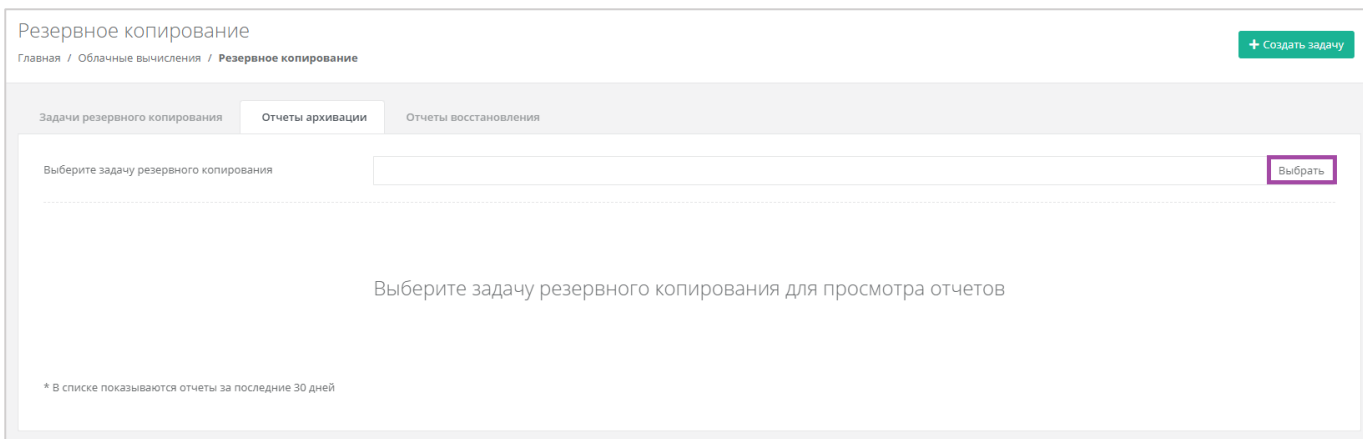 Резервное копирование
Главная / Облачные вычисления / Резервное копирование
+ Создать задачу
Задачи резервного копирования
Отчеты архивации
Отчеты восстановления
Выберите задачу резервного копирования
Выбрать
Выберите задачу резервного копирования для просмотра отчетов
* В списке показываются отчеты за последние 30 дней